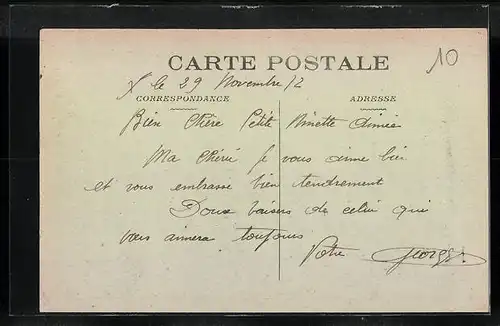 CARTE POSTALE
10
X le 29 Novembre 12
CORRESPONDANCE
ADRESSE
Bien Chère Petite Ninette Aimée
Ma Chérie Je vous aime bien
et vous embrasse bien tendrement
Doux baisers de celui qui
vous aimera toujours
Votre Georges